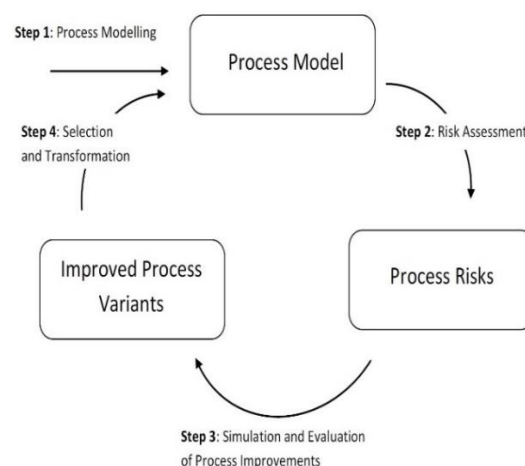 Step 1: Process Modelling
Process Model
Step 4: Selection
and Transformation
Step 2: Risk Assessment
Improved Process
Variants
Process Risks
Step 3: Simulation and Evaluation
of Process Improvements